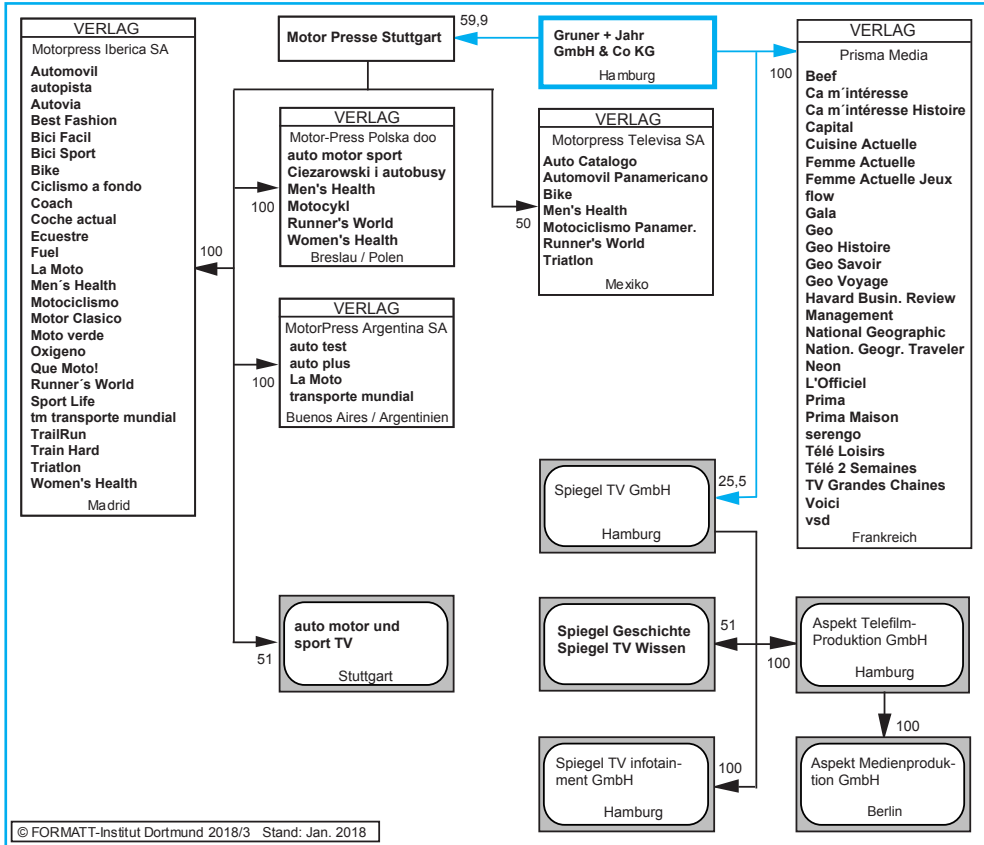 VERLAG
Motorpress Iberica SA
Automovil
autopista
Autovia
Best Fashion
Bici Facil
Bici Sport
Bike
Ciclismo a fondo
Coach
Coche actual
Ecuestre
Fuel
La Moto
Men´s Health
Motociclismo
Motor Clasico
Moto verde
Oxigeno
Que Moto!
Runner´s World
Sport Life
tm transporte mundial
TrailRun
Train Hard
Triatlon
Women's Health
Madrid
100
Motor Presse Stuttgart
59,9
Gruner + Jahr
GmbH & Co KG
Hamburg
100
VERLAG
Motor-Press Polska doo
auto motor sport
Ciezarowski i autobusy
Men's Health
Motocykl
Runner's World
Women's Health
Breslau / Polen
100
VERLAG
Motorpress Televisa SA
Auto Catalogo
Automovil Panamericano
Bike
Men's Health
Motociclismo Panamer.
Runner's World
Triatlon
Mexiko
50
VERLAG
Prisma Media
Beef
Ca m´intéresse
Ca m´intéresse Histoire
Capital
Cuisine Actuelle
Femme Actuelle
Femme Actuelle Jeux
flow
Gala
Geo
Geo Histoire
Geo Savoir
Geo Voyage
Havard Busin. Review
Management
National Geographic
Nation. Geogr. Traveler
Neon
L'Officiel
Prima
Prima Maison
serengo
Télé Loisirs
Télé 2 Semaines
TV Grandes Chaines
Voici
vsd
Frankreich
VERLAG
MotorPress Argentina SA
auto test
auto plus
La Moto
transporte mundial
Buenos Aires / Argentinien
100
Spiegel TV GmbH
Hamburg
25,5
auto motor und
sport TV
Stuttgart
51
Spiegel Geschichte
Spiegel TV Wissen
51
100
Aspekt Telefilm-
Produktion GmbH
Hamburg
100
Spiegel TV infotain-
ment GmbH
Hamburg
100
Aspekt Medienproduk-
tion GmbH
Berlin
© FORMATT-Institut Dortmund 2018/3 Stand: Jan. 2018